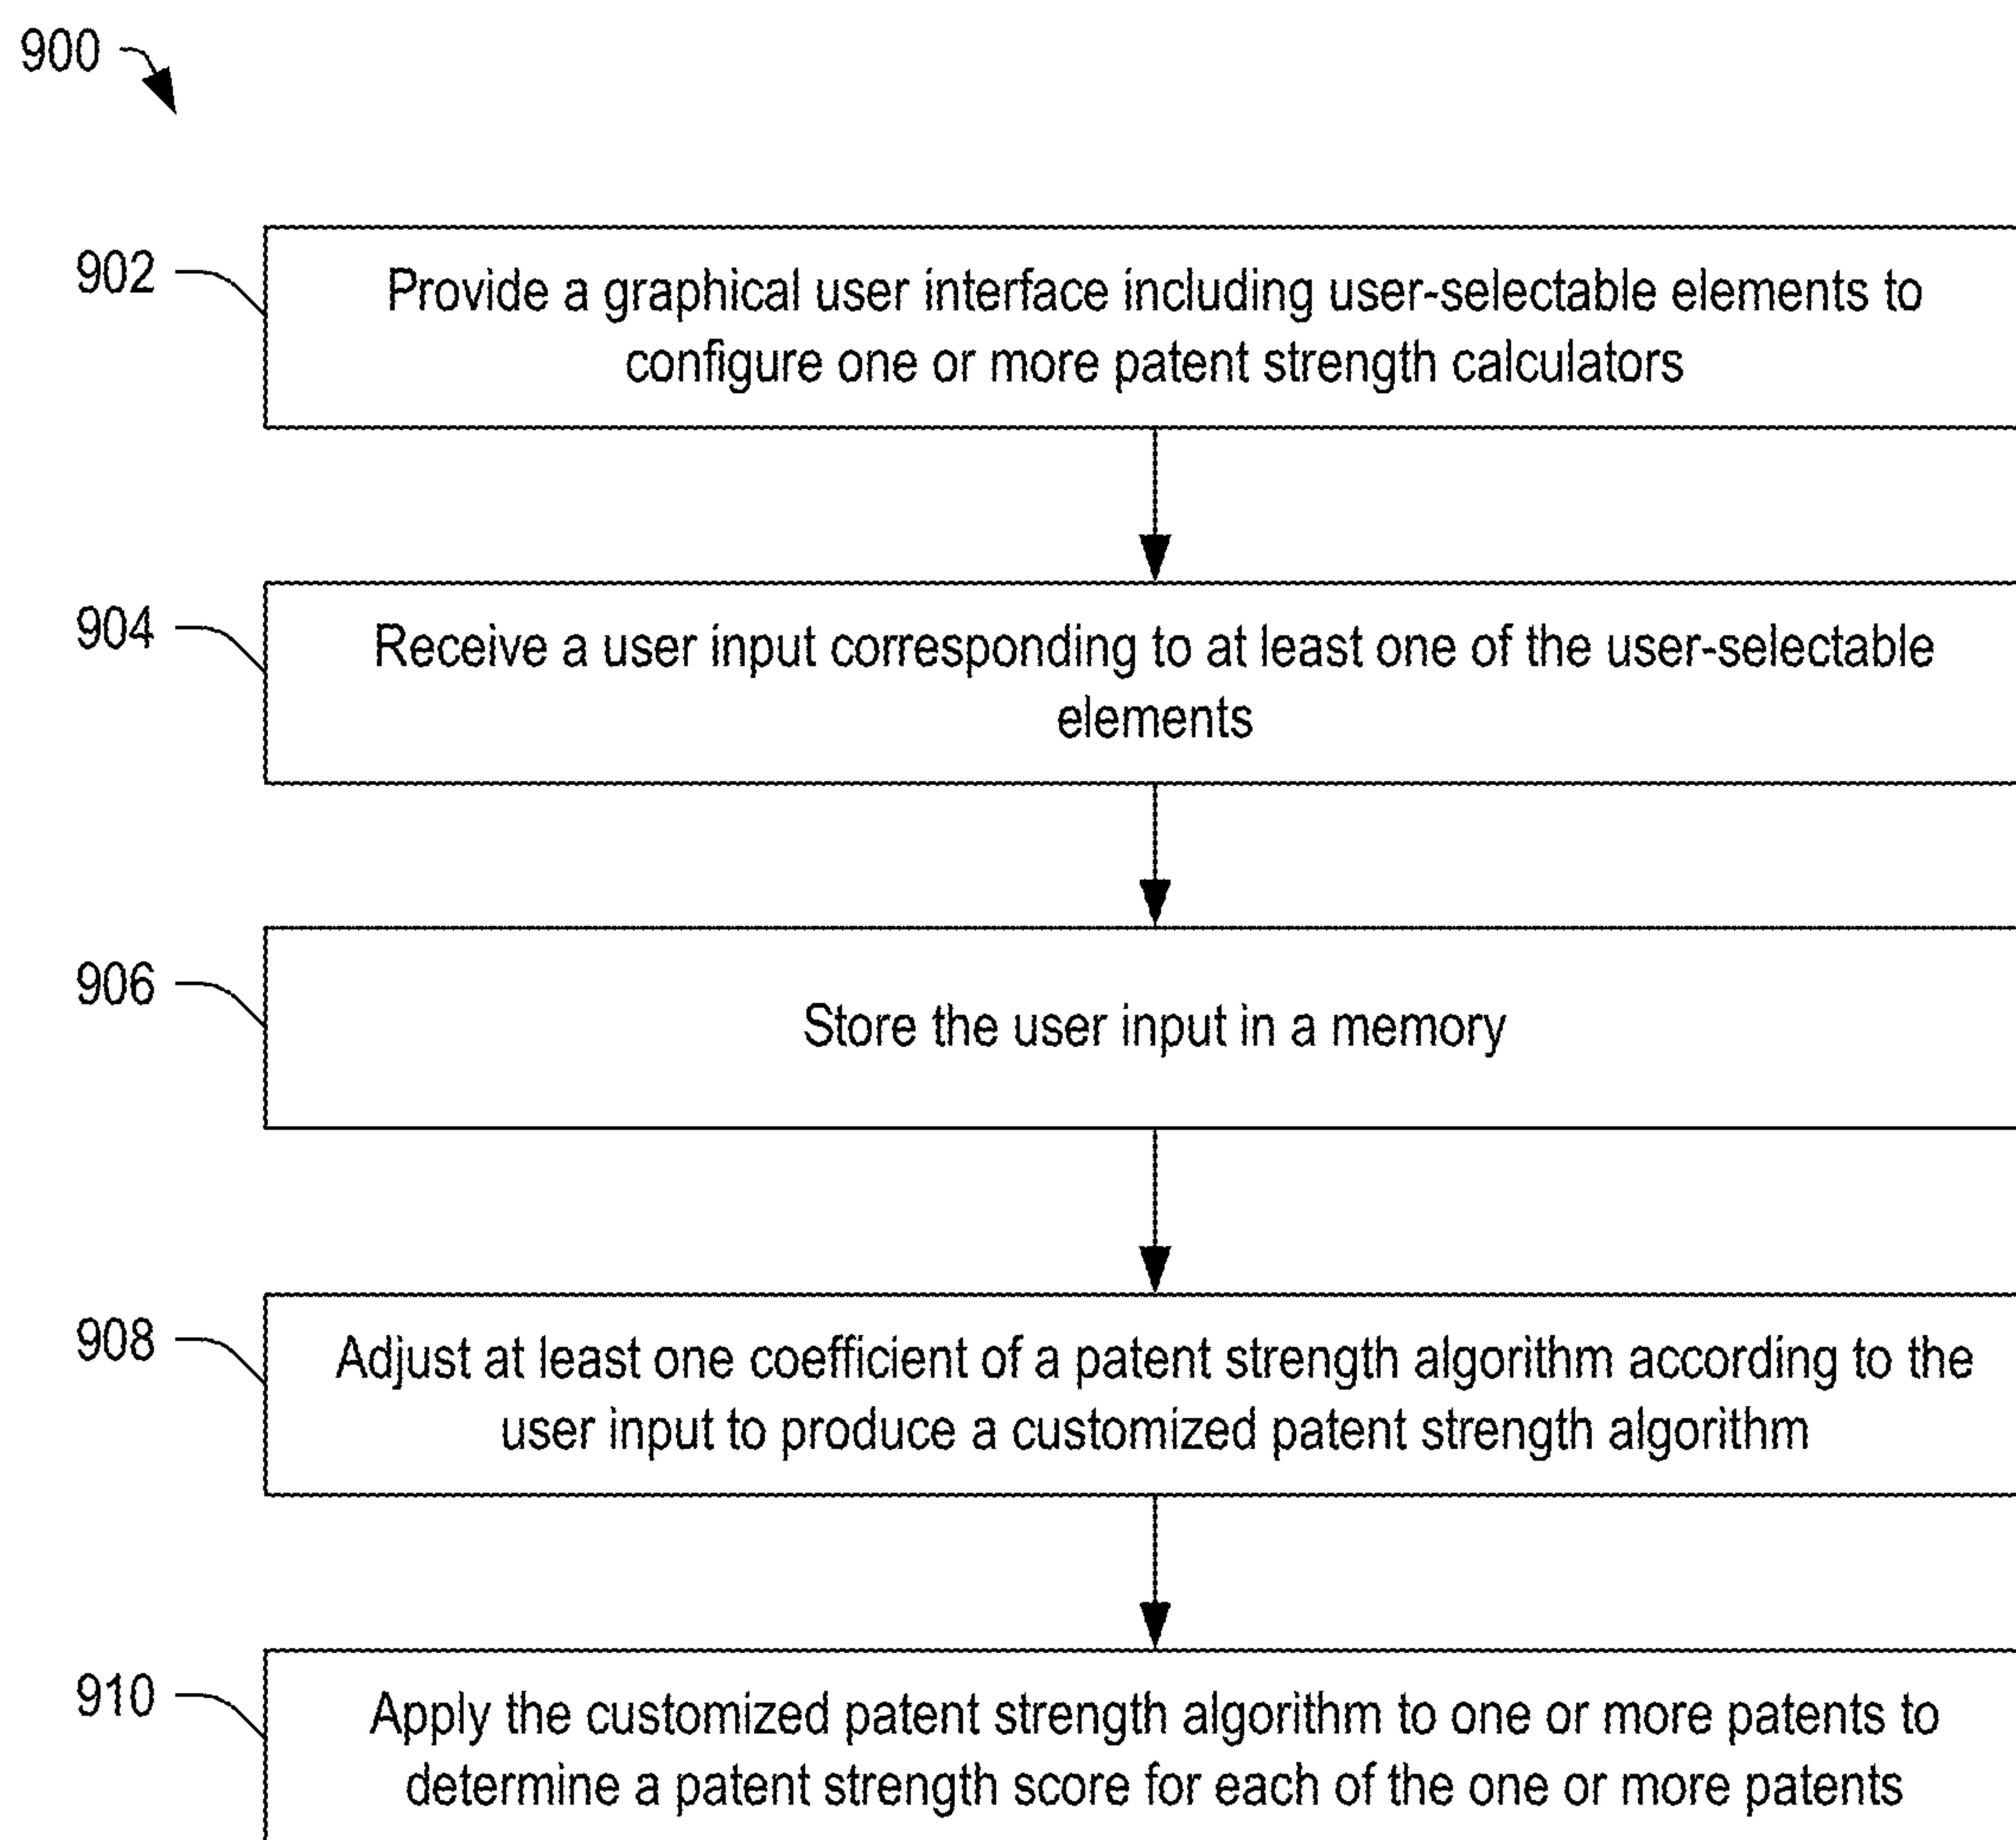 900
902
Provide a graphical user interface including user-selectable elements to
configure one or more patent strength calculators
904
Receive a user input corresponding to at least one of the user-selectable
elements
906
Store the user input in a memory
908
Adjust at least one coefficient of a patent strength algorithm according to the
user input to produce a customized patent strength algorithm
910
Apply the customized patent strength algorithm to one or more patents to
determine a patent strength score for each of the one or more patents